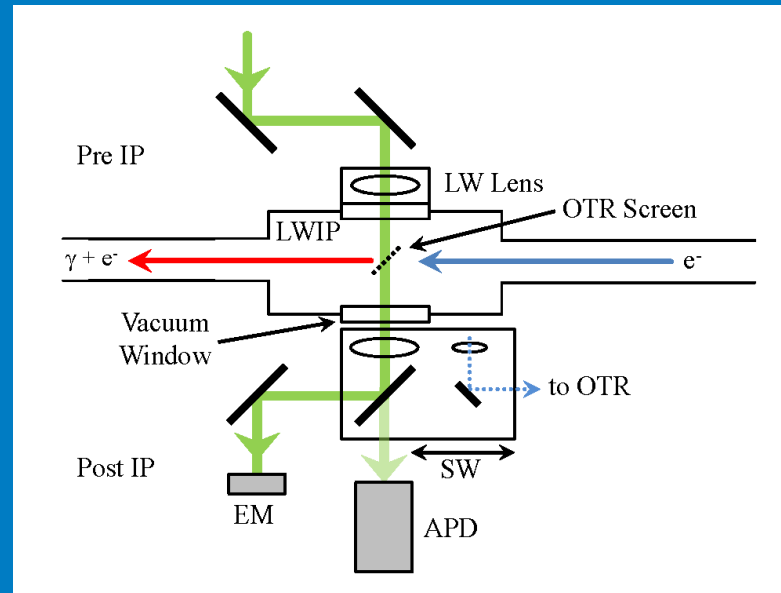 Pre IP
LW Lens
OTR Screen
LWIP
γ + e-
e-
Vacuum
Window
to OTR
Post IP
SW
EM
APD